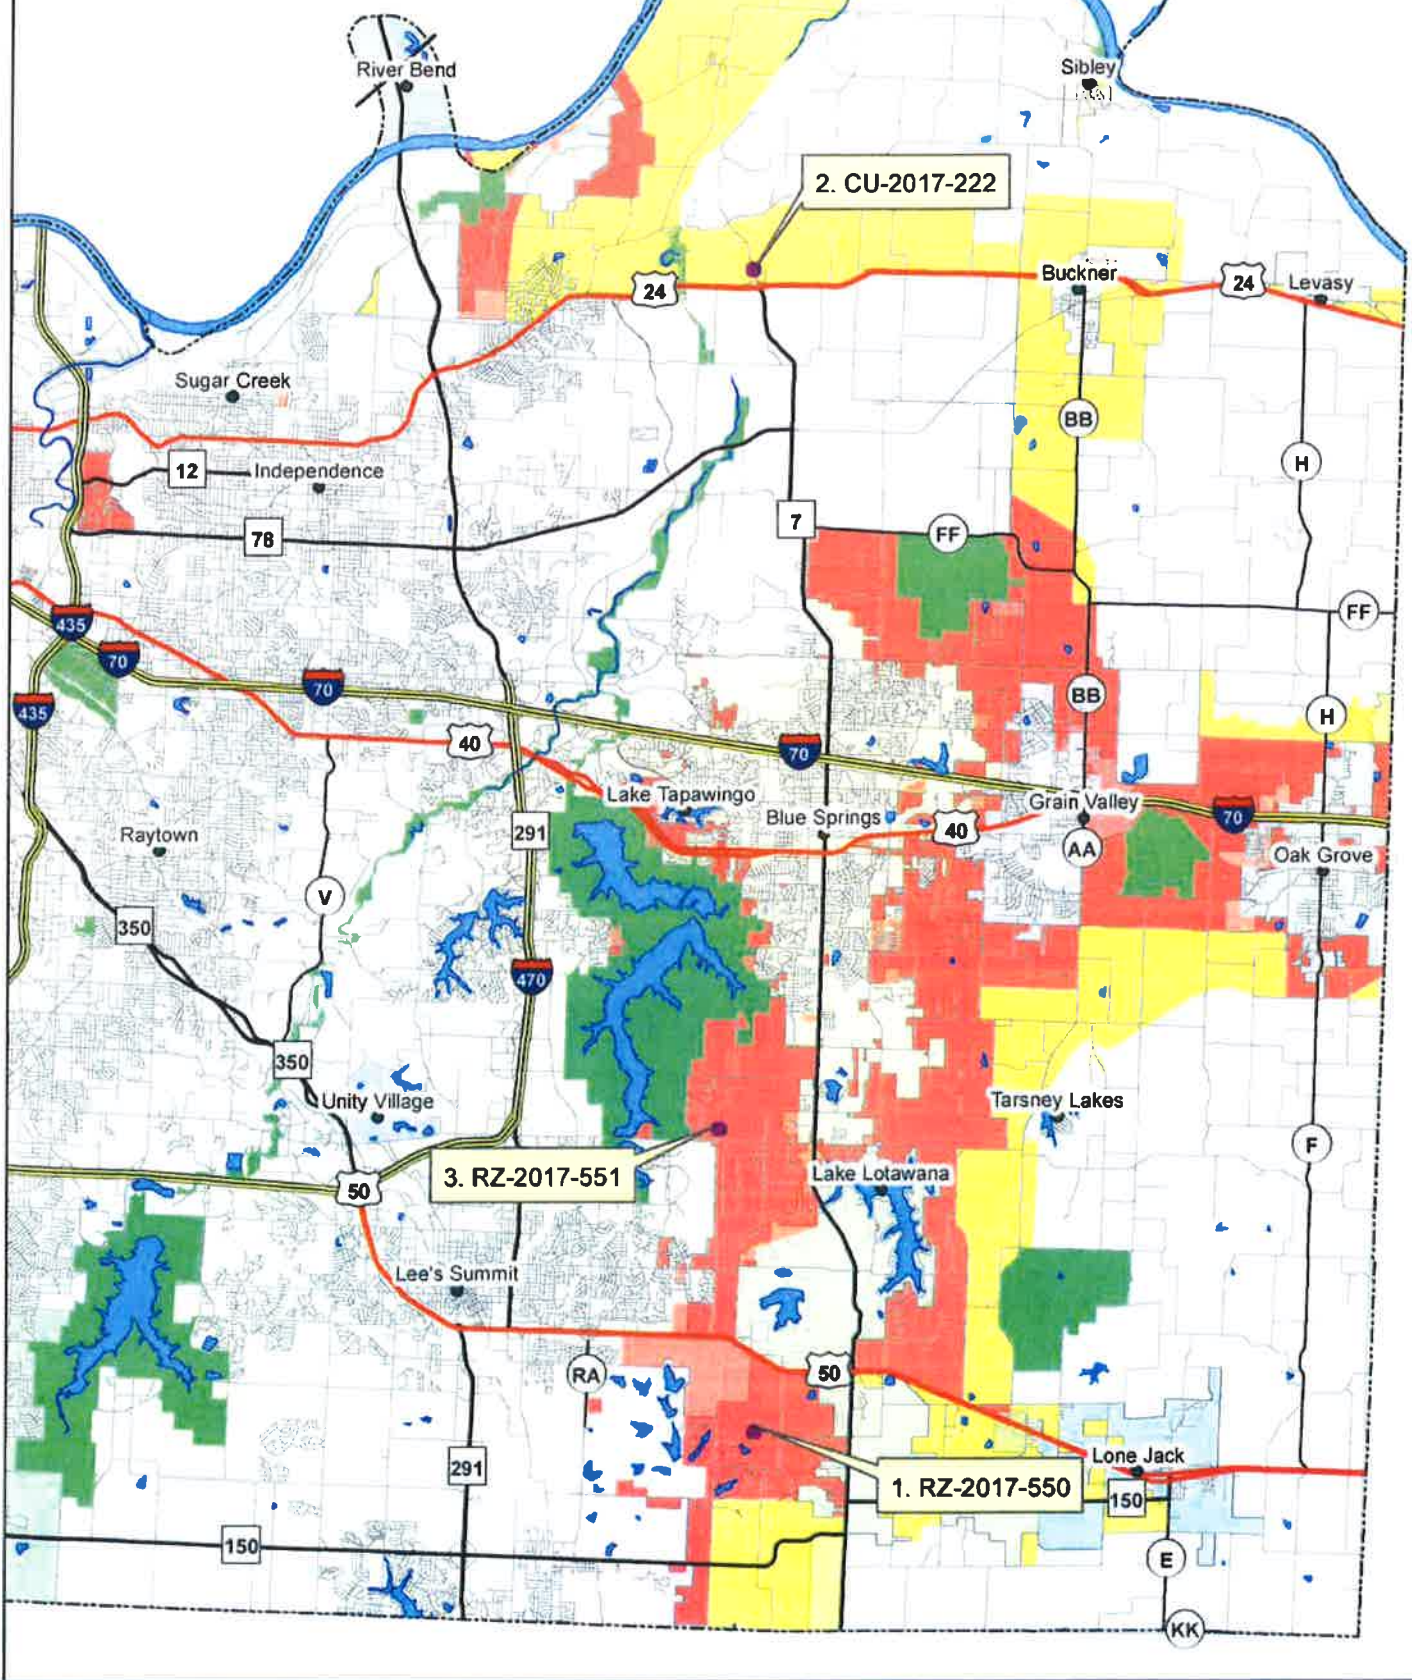 River Bend
Sibley
2. CU-2017-222
24
Buckner
24
Levasy
Sugar Creek
BB
12
Independence
H
7
78
FF
435
FF
70
70
BB
435
H
40
70
Lake Tapawingo
Grain Valley
Blue Springs
40
70
291
Raytown
AA
Oak Grove
V
350
470
350
Unity Village
Tarsney Lakes
F
3. RZ-2017-551
Lake Lotawana
50
Lee's Summit
RA
50
Lone Jack
291
1. RZ-2017-550
150
150
E
KK